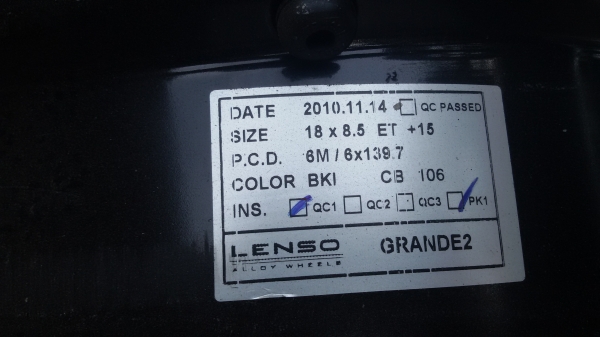 DATE 2010.11.14 QC PASSED
SIZE 18 x 8.5 ET +15
P.C.D. 6M / 6x139.7
COLOR BKI CB 106
INS. QC1 QC2 QC3 PK1
LENSO GRANDE2
ALLOY WHEELS